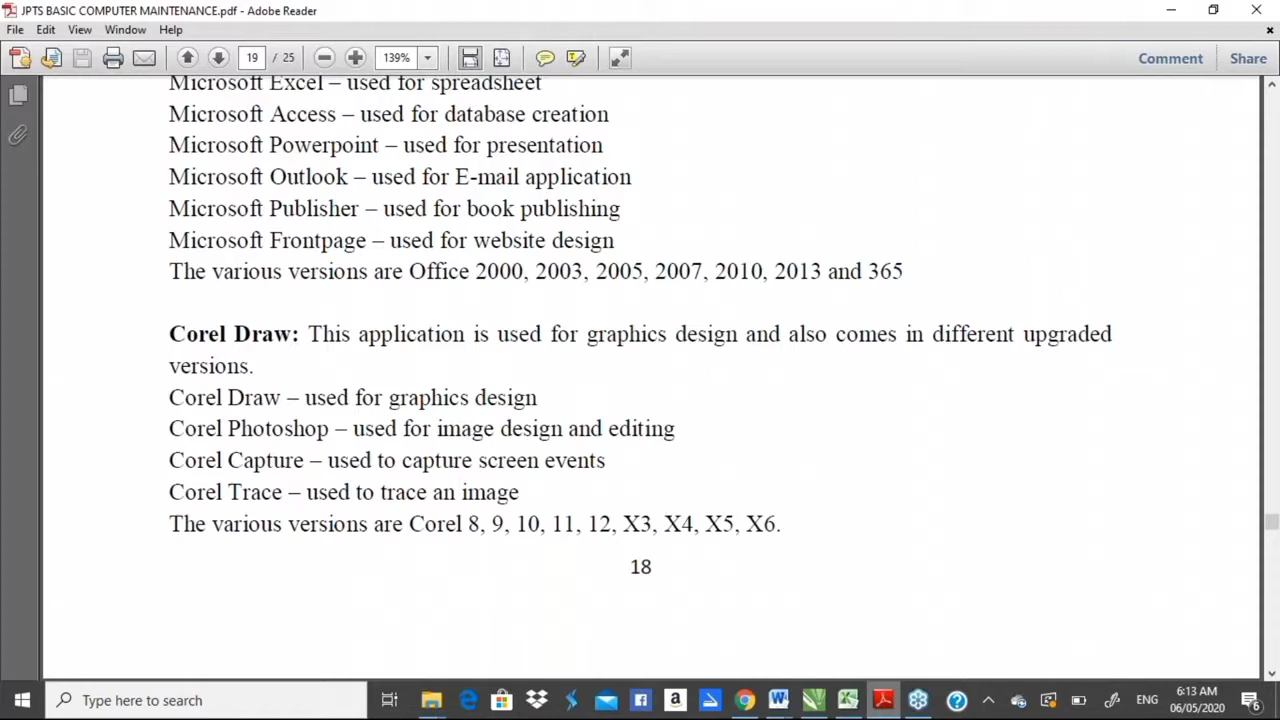 JPTS BASIC COMPUTER MAINTENANCE.pdf - Adobe Reader
File Edit View Window Help
19 / 25 139% Comment Share
Microsoft Excel – used for spreadsheet
Microsoft Access – used for database creation
Microsoft Powerpoint – used for presentation
Microsoft Outlook – used for E-mail application
Microsoft Publisher – used for book publishing
Microsoft Frontpage – used for website design
The various versions are Office 2000, 2003, 2005, 2007, 2010, 2013 and 365
Corel Draw: This application is used for graphics design and also comes in different upgraded
versions.
Corel Draw – used for graphics design
Corel Photoshop – used for image design and editing
Corel Capture – used to capture screen events
Corel Trace – used to trace an image
The various versions are Corel 8, 9, 10, 11, 12, X3, X4, X5, X6.
18
Type here to search
ENG
6:13 AM
06/05/2020
6